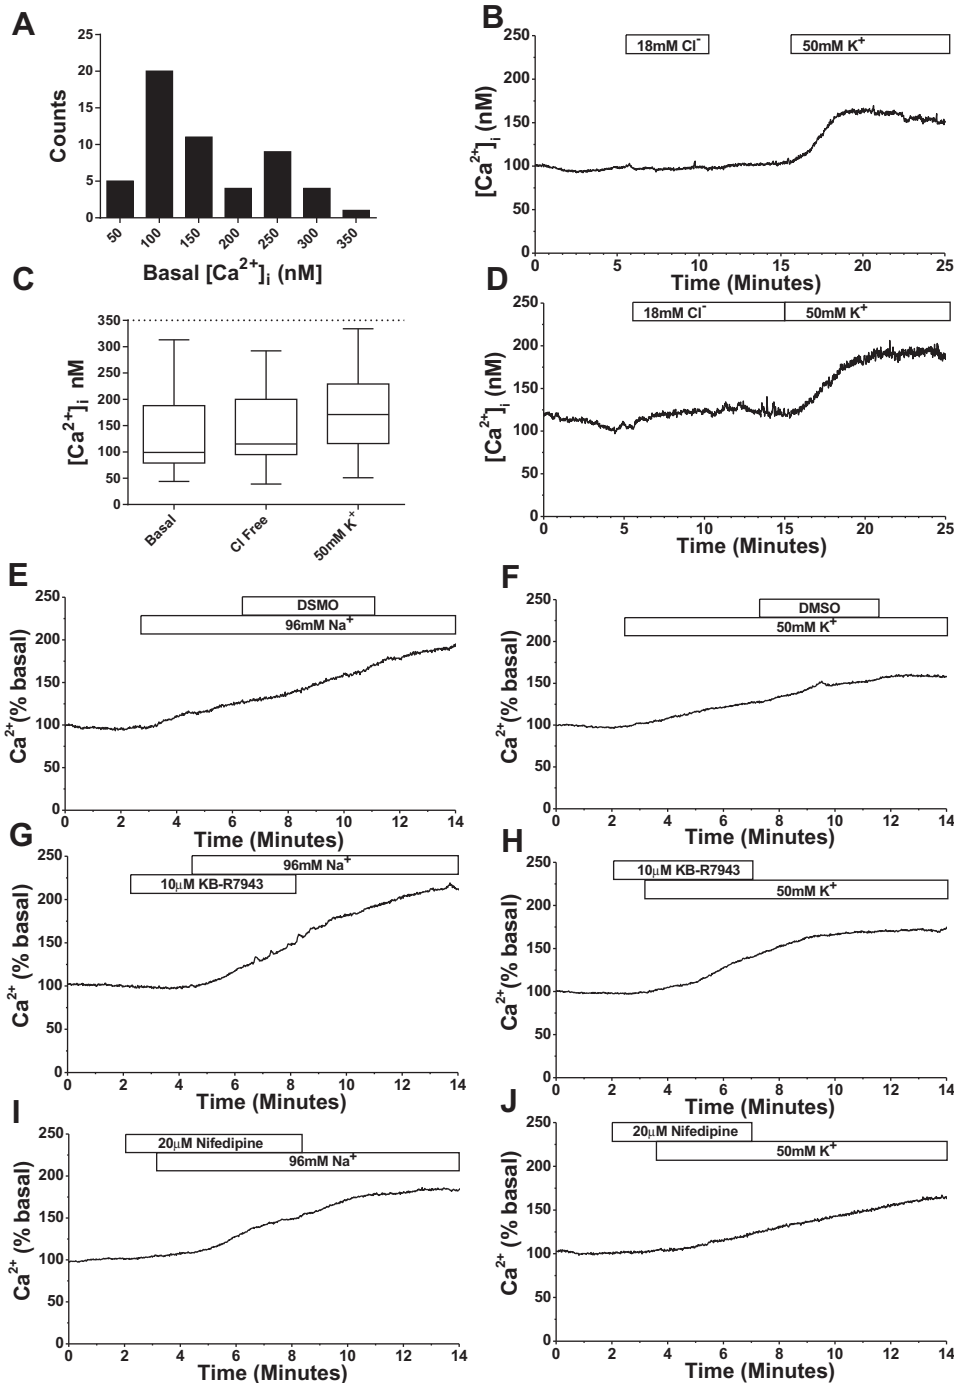 A
25
20
15
10
5
0
Counts
50
100
150
200
250
300
350
Basal [Ca2+]i (nM)
B
250
200
150
100
50
0
[Ca2+]i (nM)
18mM Cl-
50mM K+
0
5
10
15
20
25
Time (Minutes)
C
350
300
250
200
150
100
50
0
[Ca2+]i nM
Basal
Cl Free
50mM K+
D
250
200
150
100
50
0
[Ca2+]i (nM)
18mM Cl-
50mM K+
0
5
10
15
20
25
Time (Minutes)
E
250
200
150
100
50
0
Ca2+(% basal)
DSMO
96mM Na+
0
2
4
6
8
10
12
14
Time (Minutes)
F
250
200
150
100
50
0
Ca2+(% basal)
DMSO
50mM K+
0
2
4
6
8
10
12
14
Time (Minutes)
G
250
200
150
100
50
0
Ca2+ (% basal)
96mM Na+
10µM KB-R7943
0
2
4
6
8
10
12
14
Time (Minutes)
H
250
200
150
100
50
0
Ca2+ (% basal)
10µM KB-R7943
50mM K+
0
2
4
6
8
10
12
14
Time (Minutes)
I
250
200
150
100
50
0
Ca2+ (% basal)
20µM Nifedipine
96mM Na+
0
2
4
6
8
10
12
14
Time (Minutes)
J
250
200
150
100
50
0
Ca2+ (% basal)
20µM Nifedipine
50mM K+
0
2
4
6
8
10
12
14
Time (Minutes)